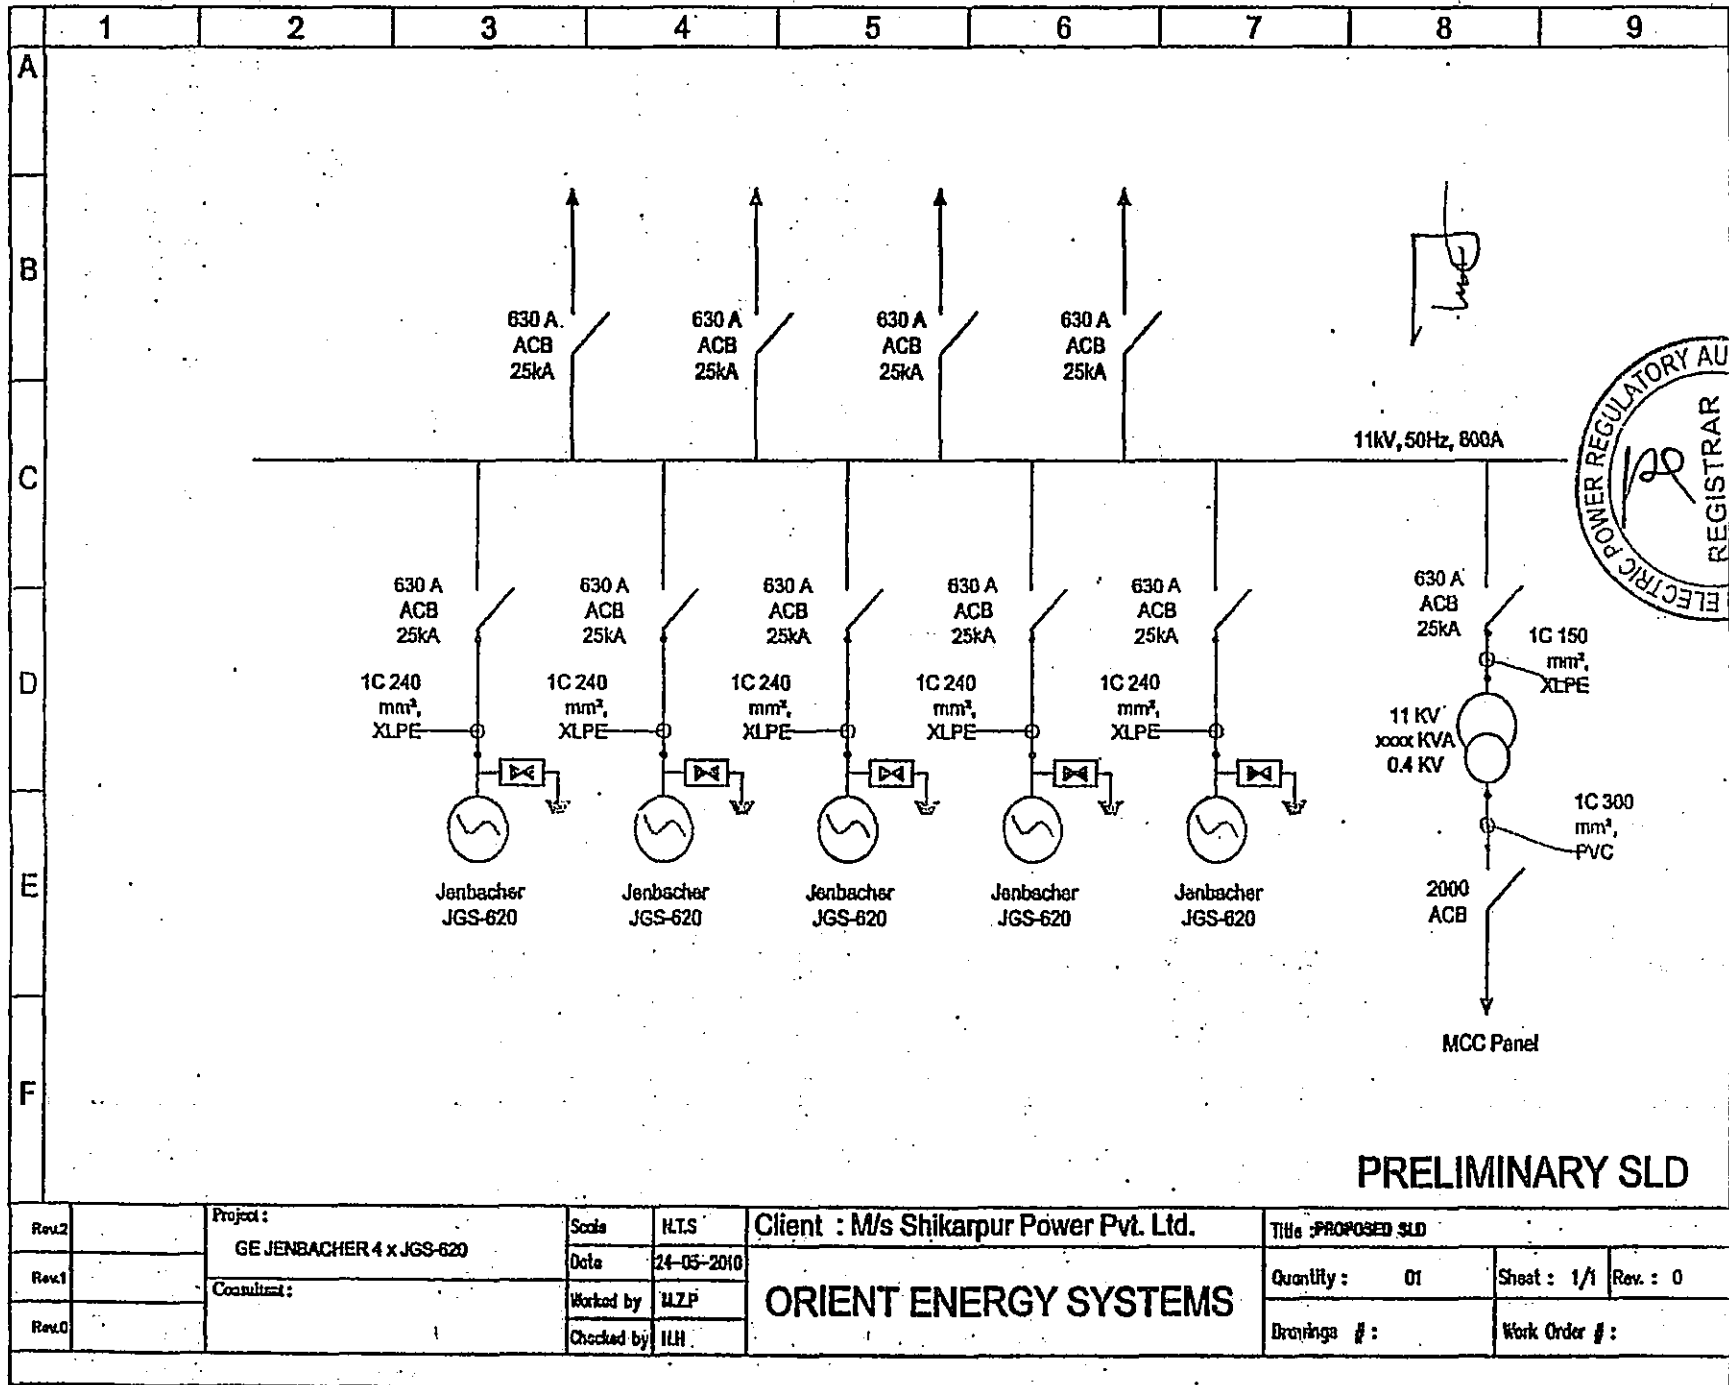 1 2 3 4 5 6 7 8 9
A
B
C
D
E
F
630 A.
ACB
25kA
630 A
ACB
25kA
630 A
ACB
25kA
630 A
ACB
25kA
11kV, 50Hz, 800A
ELECTRIC POWER REGULATORY AU
REGISTRAR
630 A
ACB
25kA
630 A
ACB
25kA
630 A
ACB
25kA
630 A
ACB
25kA
630 A
ACB
25kA
630 A
ACB
25kA
1C 240
mm²,
XLPE
1C 240
mm²,
XLPE
1C 240
mm²,
XLPE
1C 240
mm²,
XLPE
1C 240
mm²,
XLPE
1C 150
mm²,
XLPE
11 KV
xxxx KVA
0.4 KV
1C 300
mm²,
PVC
2000
ACB
Jenbacher
JGS-620
Jenbacher
JGS-620
Jenbacher
JGS-620
Jenbacher
JGS-620
Jenbacher
JGS-620
MCC Panel
PRELIMINARY SLD
Rev.2
Rev.1
Rev.0
Project :
GE JENBACHER 4 x JGS-620
Consultant :
Scale N.T.S
Date 24-05-2010
Worked by M.Z.P
Checked by
Client : M/s Shikarpur Power Pvt. Ltd.
ORIENT ENERGY SYSTEMS
Title : PROPOSED SLD
Quantity : 01
Sheet : 1/1
Rev. : 0
Drawings # :
Work Order # :